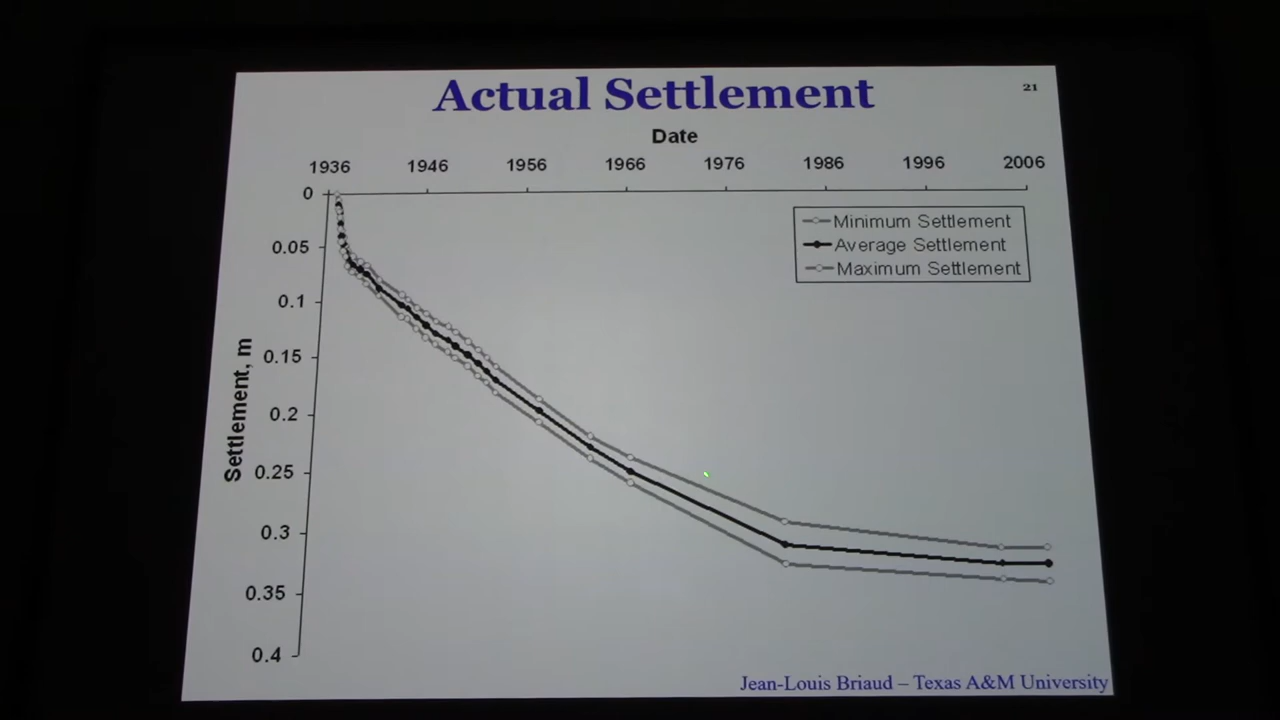 Actual Settlement
21
Date
1936 1946 1956 1966 1976 1986 1996 2006
0
0.05
0.1
0.15
0.2
0.25
0.3
0.35
0.4
Settlement, m
Minimum Settlement
Average Settlement
Maximum Settlement
Jean-Louis Briaud – Texas A&M University